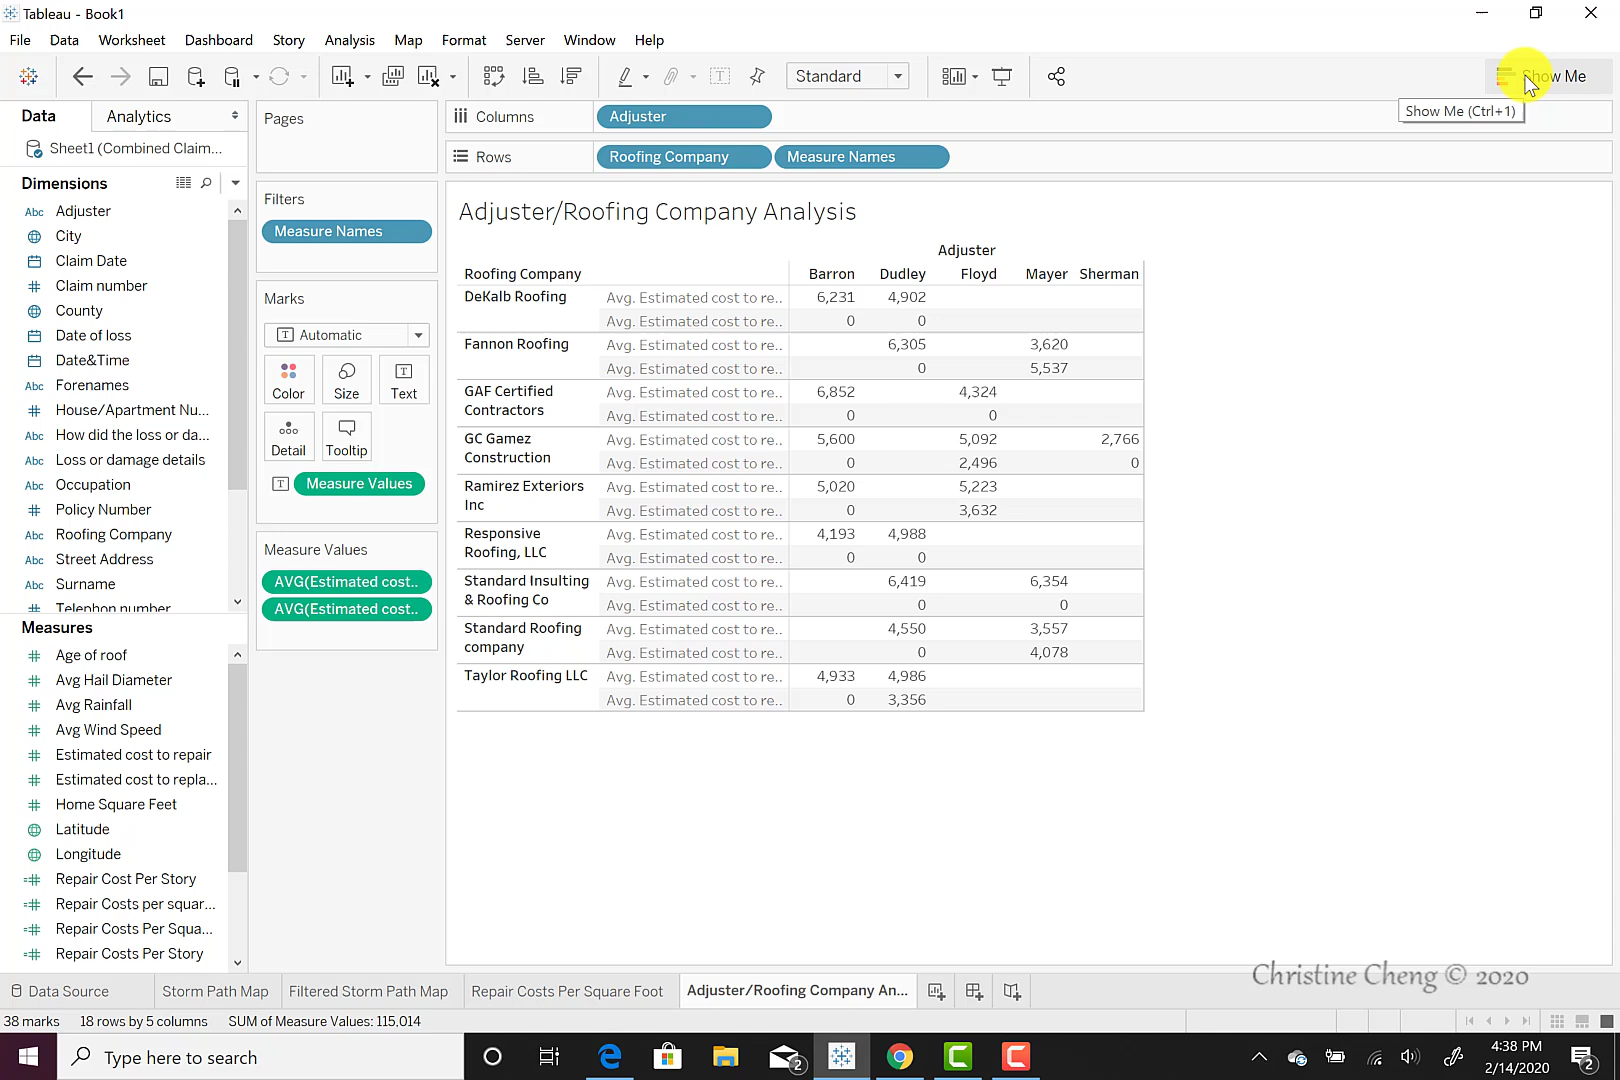 Tableau - Book1
File Data Worksheet Dashboard Story Analysis Map Format Server Window Help
Standard
Show Me
Show Me (Ctrl+1)
Data
Analytics
Sheet1 (Combined Claim...
Dimensions
Abc Adjuster
City
Claim Date
# Claim number
County
Date of loss
Date&Time
Abc Forenames
# House/Apartment Nu...
Abc How did the loss or da...
Abc Loss or damage details
Abc Occupation
# Policy Number
Abc Roofing Company
Abc Street Address
Abc Surname
# Telephon number
Measures
# Age of roof
# Avg Hail Diameter
# Avg Rainfall
# Avg Wind Speed
# Estimated cost to repair
# Estimated cost to repla...
# Home Square Feet
Latitude
Longitude
=# Repair Cost Per Story
=# Repair Costs per squar...
=# Repair Costs Per Squa...
=# Repair Costs Per Story
Pages
Filters
Measure Names
Marks
T Automatic
Color
Size
T Text
Detail
Tooltip
T Measure Values
Measure Values
AVG(Estimated cost..
AVG(Estimated cost..
Columns Adjuster
Rows Roofing Company Measure Names
Adjuster/Roofing Company Analysis
Adjuster
Roofing Company Barron Dudley Floyd Mayer Sherman
DeKalb Roofing Avg. Estimated cost to re.. 6,231 4,902
Avg. Estimated cost to re.. 0 0
Fannon Roofing Avg. Estimated cost to re.. 6,305 3,620
Avg. Estimated cost to re.. 0 5,537
GAF Certified Avg. Estimated cost to re.. 6,852 4,324
Contractors Avg. Estimated cost to re.. 0 0
GC Gamez Avg. Estimated cost to re.. 5,600 5,092 2,766
Construction Avg. Estimated cost to re.. 0 2,496 0
Ramirez Exteriors Avg. Estimated cost to re.. 5,020 5,223
Inc Avg. Estimated cost to re.. 0 3,632
Responsive Avg. Estimated cost to re.. 4,193 4,988
Roofing, LLC Avg. Estimated cost to re.. 0 0
Standard Insulting Avg. Estimated cost to re.. 6,419 6,354
& Roofing Co Avg. Estimated cost to re.. 0 0
Standard Roofing Avg. Estimated cost to re.. 4,550 3,557
company Avg. Estimated cost to re.. 0 4,078
Taylor Roofing LLC Avg. Estimated cost to re.. 4,933 4,986
Avg. Estimated cost to re.. 0 3,356
Christine Cheng © 2020
Data Source Storm Path Map Filtered Storm Path Map Repair Costs Per Square Foot Adjuster/Roofing Company An...
38 marks 18 rows by 5 columns SUM of Measure Values: 115,014
Type here to search
2
4:38 PM
2/14/2020
2